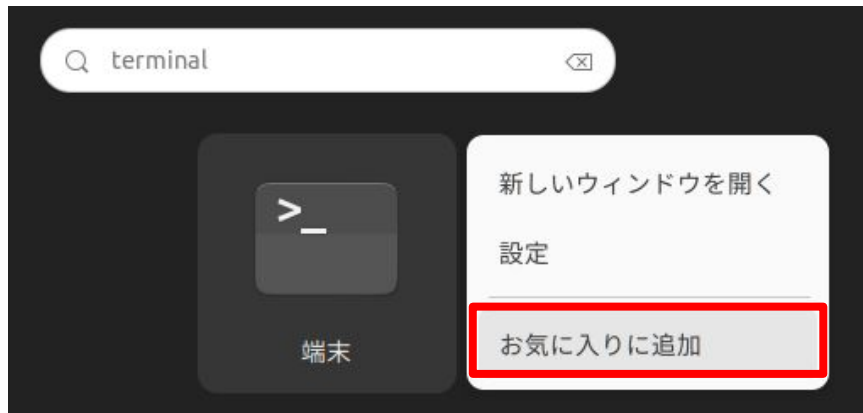 terminal
新しいウィンドウを開く
設定
お気に入りに追加
>_
端末